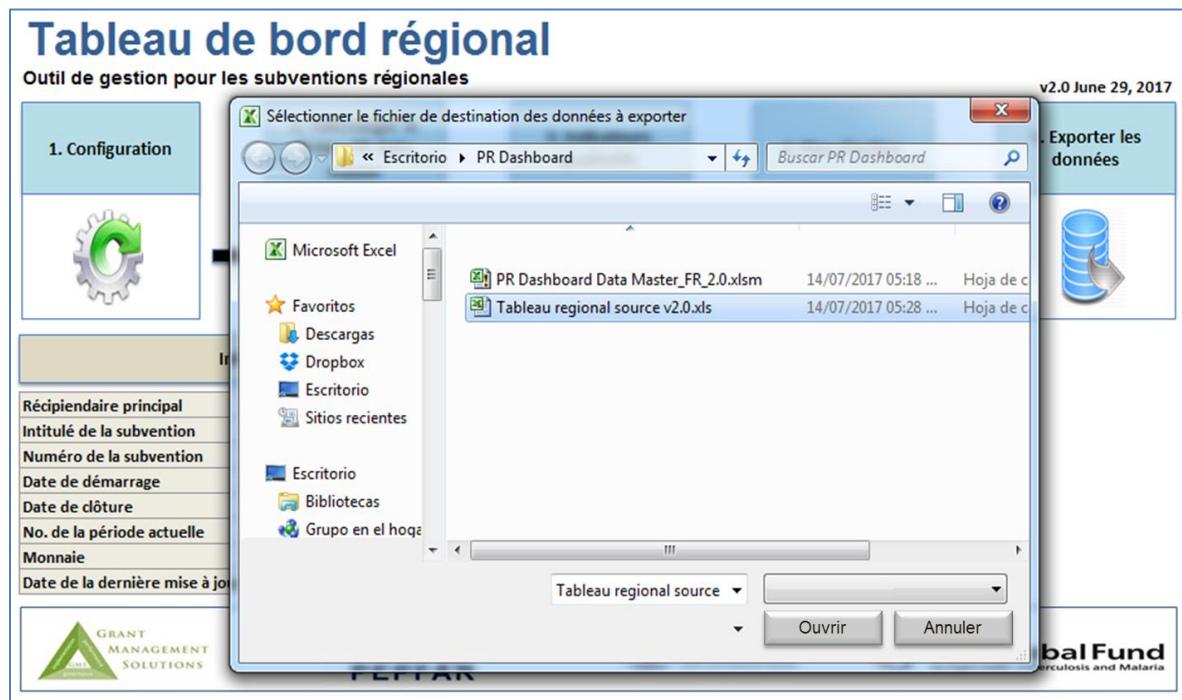 Tableau de bord régional
Outil de gestion pour les subventions régionales
v2.0 June 29, 2017
1. Configuration
. Exporter les
données
Sélectionner le fichier de destination des données à exporter
« Escritorio ▸ PR Dashboard
Buscar PR Dashboard
Microsoft Excel
Favoritos
Descargas
Dropbox
Escritorio
Sitios recientes
Escritorio
Bibliotecas
Grupo en el hoga
PR Dashboard Data Master_FR_2.0.xlsm 14/07/2017 05:18 ... Hoja de c
Tableau regional source v2.0.xls 14/07/2017 05:28 ... Hoja de c
Tableau regional source
Ouvrir
Annuler
Récipiendaire principal
Intitulé de la subvention
Numéro de la subvention
Date de démarrage
Date de clôture
No. de la période actuelle
Monnaie
Date de la dernière mise à jou
GRANT
MANAGEMENT
SOLUTIONS
GMS
PEPFAR
bal Fund
erculosis and Malaria